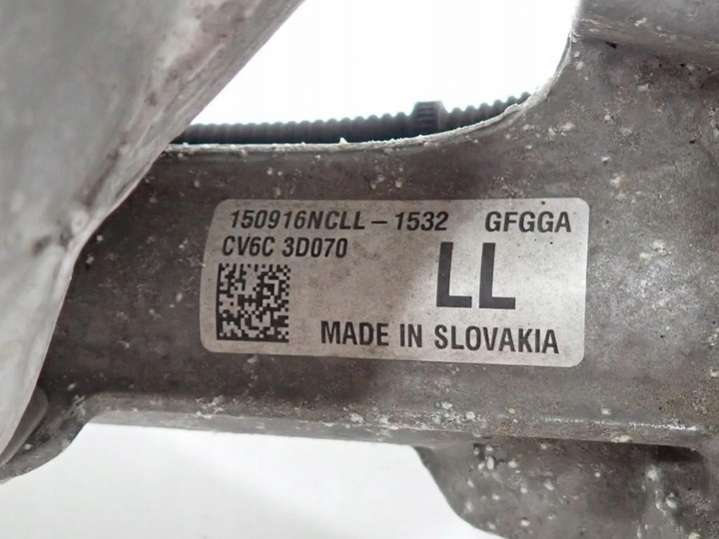 150916NCLL-1532 GFGGA
CV6C 3D070
LL
MADE IN SLOVAKIA